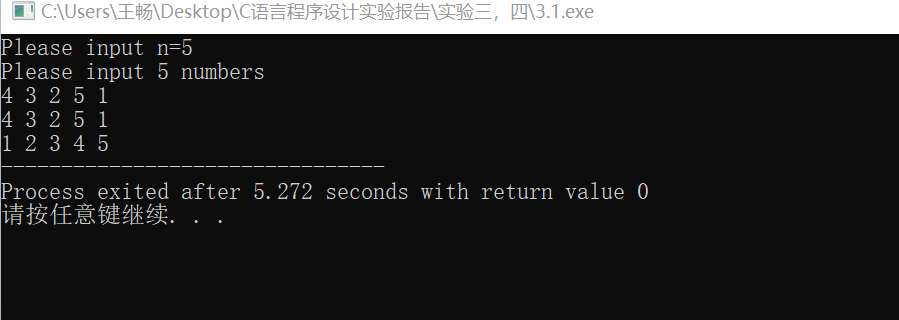 C:\Users\王畅\Desktop\C语言程序设计实验报告\实验三，四\3.1.exe
Please input n=5
Please input 5 numbers
4 3 2 5 1
4 3 2 5 1
1 2 3 4 5
--------------------------------
Process exited after 5.272 seconds with return value 0
请按任意键继续. . .